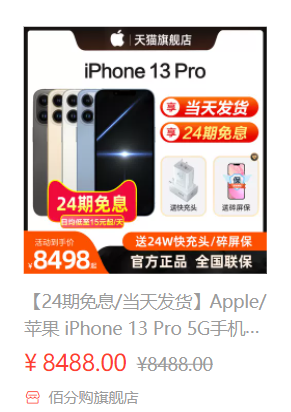 天猫旗舰店
iPhone 13 Pro
享 当天发货
享 24期免息
24期免息
日均低至15元起/天
送快充头
保
送碎屏保
活动到手价
¥8498起
送24W快充头/碎屏保
官方正品 全国联保
【24期免息/当天发货】Apple/
苹果 iPhone 13 Pro 5G手机...
¥ 8488.00 ¥8488.00
佰分购旗舰店